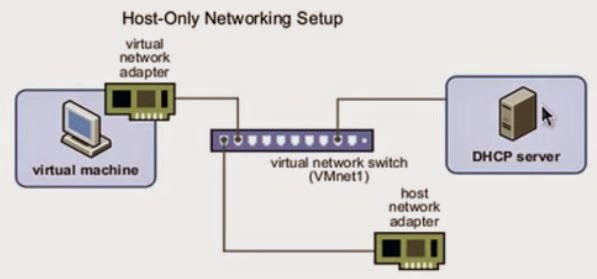 Host-Only Networking Setup
virtual
network
adapter
virtual machine
virtual network switch
(VMnet1)
DHCP server
host
network
adapter